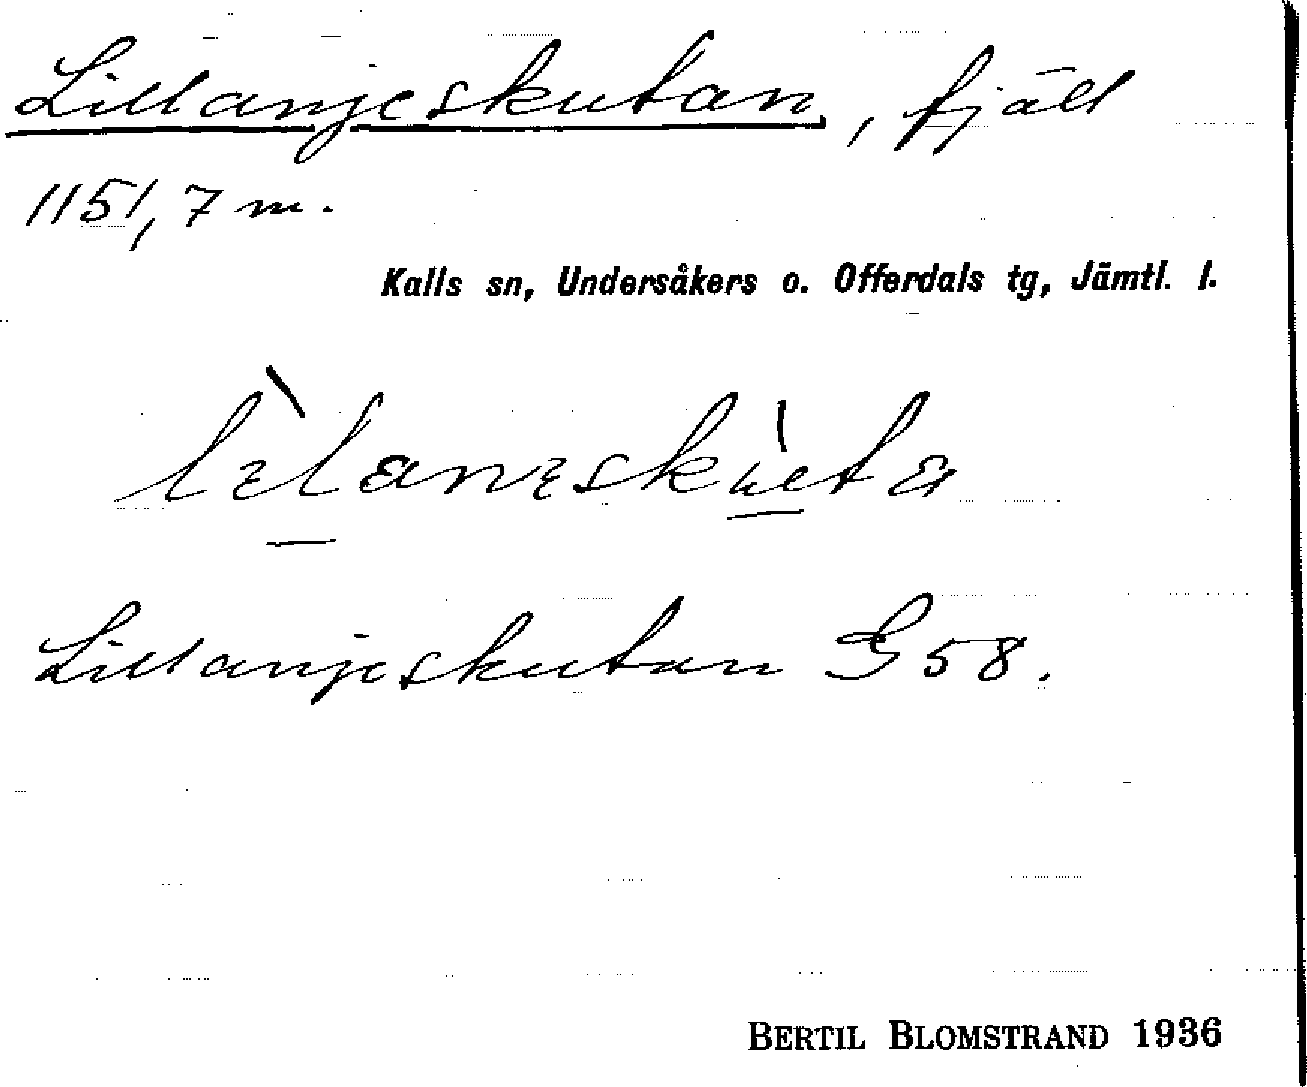 Lillanjeskutan, fjäll
1151,7 m.
Kalls sn, Undersåkers o. Offerdals tg, Jämtl. l.
Lillanjeskutan G 58.
BERTIL BLOMSTRAND 1936